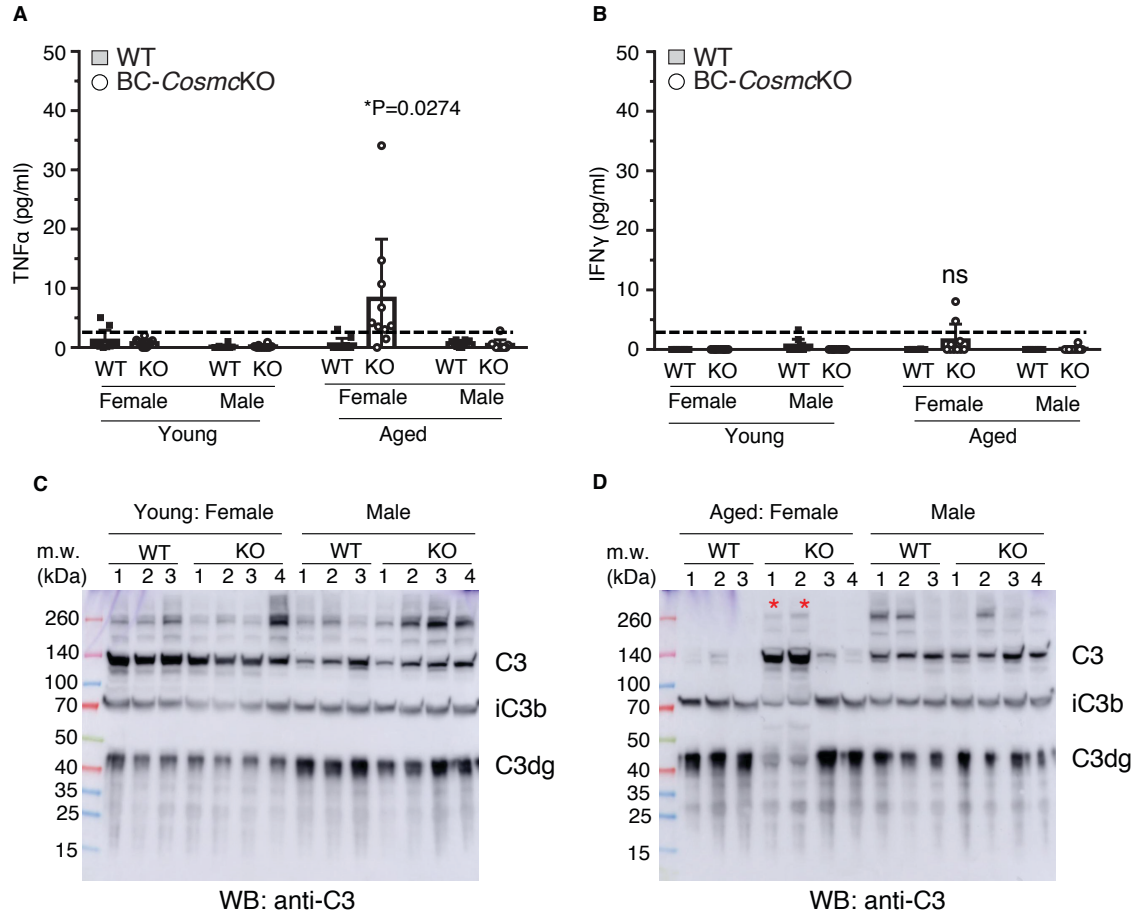 A
50
40
30
20
10
0
TNFα (pg/ml)
WT
BC-CosmcKO
*P=0.0274
WT KO WT KO WT KO WT KO
Female Male Female Male
Young Aged
B
50
40
30
20
10
0
IFNγ (pg/ml)
WT
BC-CosmcKO
ns
WT KO WT KO WT KO WT KO
Female Male Female Male
Young Aged
C
Young: Female Male
m.w. WT KO WT KO
(kDa) 1 2 3 1 2 3 4 1 2 3 1 2 3 4
260
140 C3
100
70 iC3b
50
40 C3dg
35
25
15
WB: anti-C3
D
Aged: Female Male
m.w. WT KO WT KO
(kDa) 1 2 3 1 2 3 4 1 2 3 1 2 3 4
* *
260
140 C3
100
70 iC3b
50
40 C3dg
35
25
15
WB: anti-C3